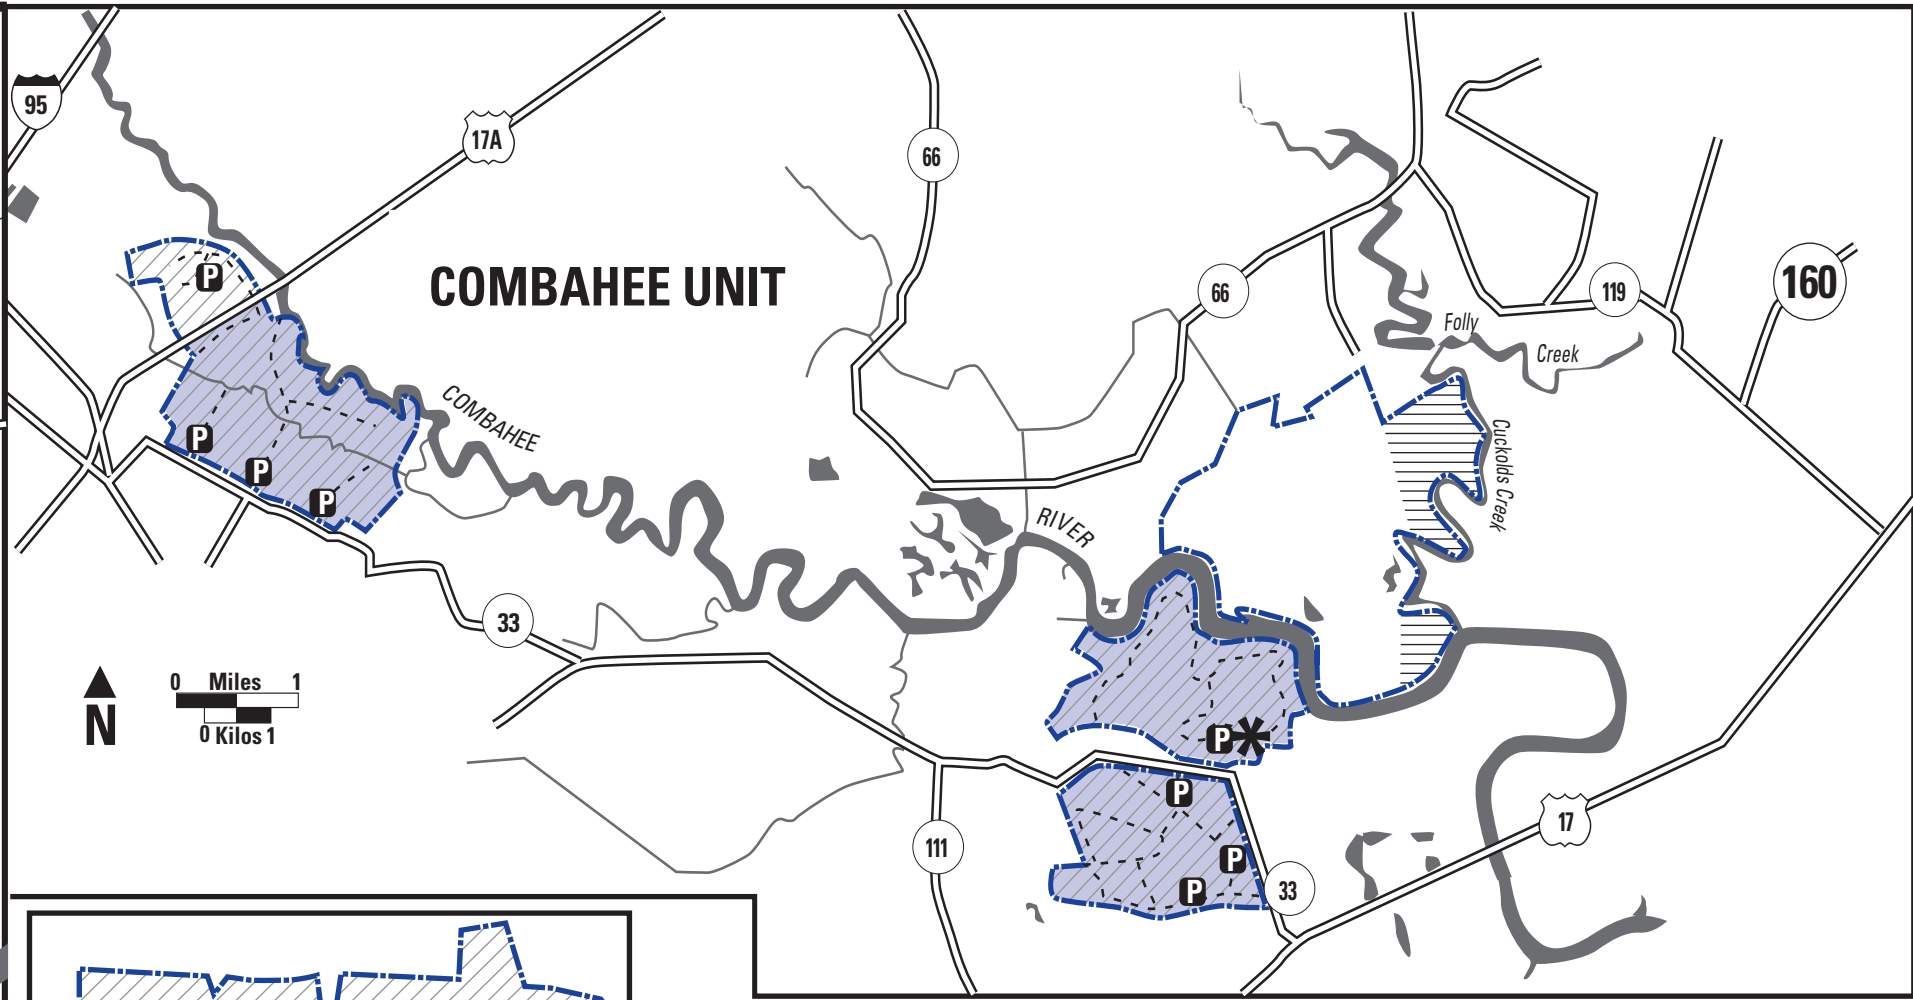 95
17A
66
COMBAHEE UNIT
P
66
119
160
Folly
Creek
COMBAHEE
P
P
P
Cuckolds Creek
RIVER
33
0 Miles 1
0 Kilos 1
N
P
P
111
P
P
33
17